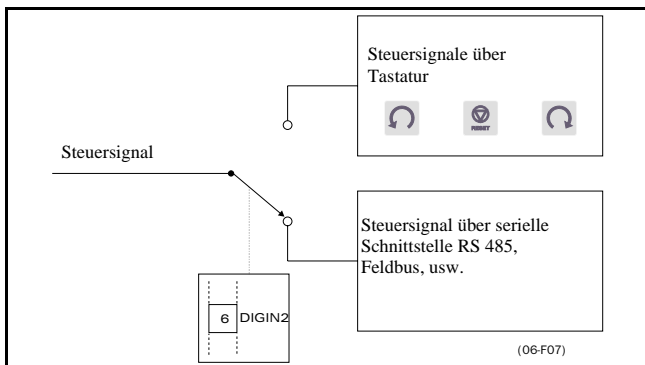 Steuersignale über
Tastatur
RESET
Steuersignal
Steuersignal über serielle
Schnittstelle RS 485,
Feldbus, usw.
6 DIGIN2
(06-F07)